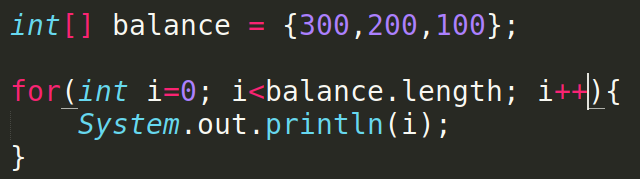 int[] balance = {300,200,100};
for(int i=0; i<balance.length; i++){
System.out.println(i);
}